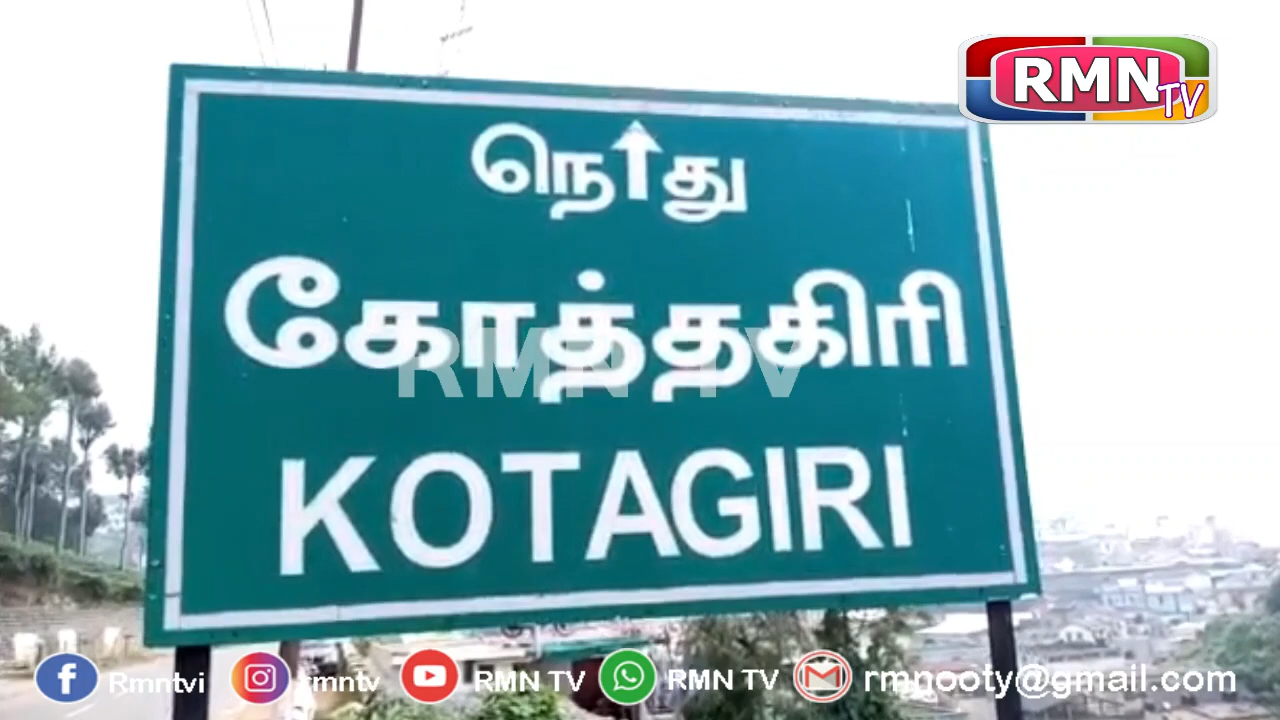 RMN TV
நெ↑து
கோத்தகிரி
RMN TV
KOTAGIRI
Rmntvi rmntv RMN TV RMN TV rmnooty@gmail.com